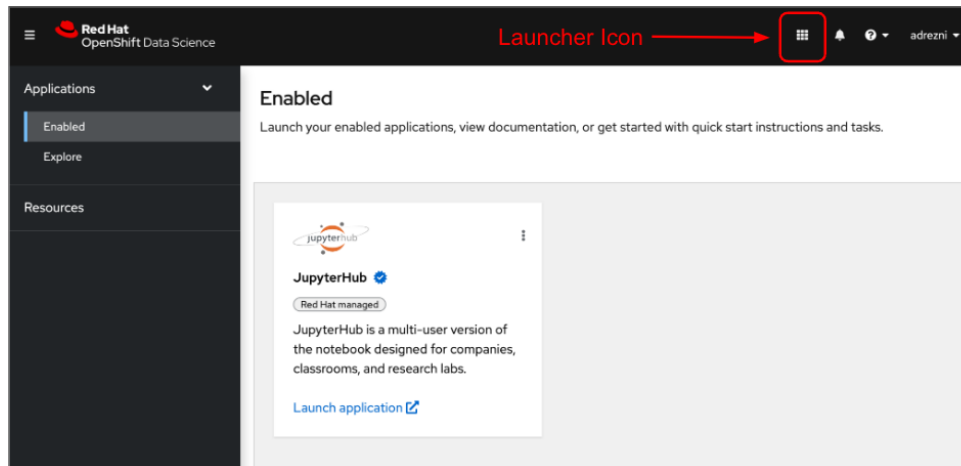 Red Hat
OpenShift Data Science
Launcher Icon
adrezni
Applications
Enabled
Explore
Resources
Enabled
Launch your enabled applications, view documentation, or get started with quick start instructions and tasks.
jupyterhub
JupyterHub
Red Hat managed
JupyterHub is a multi-user version of
the notebook designed for companies,
classrooms, and research labs.
Launch application